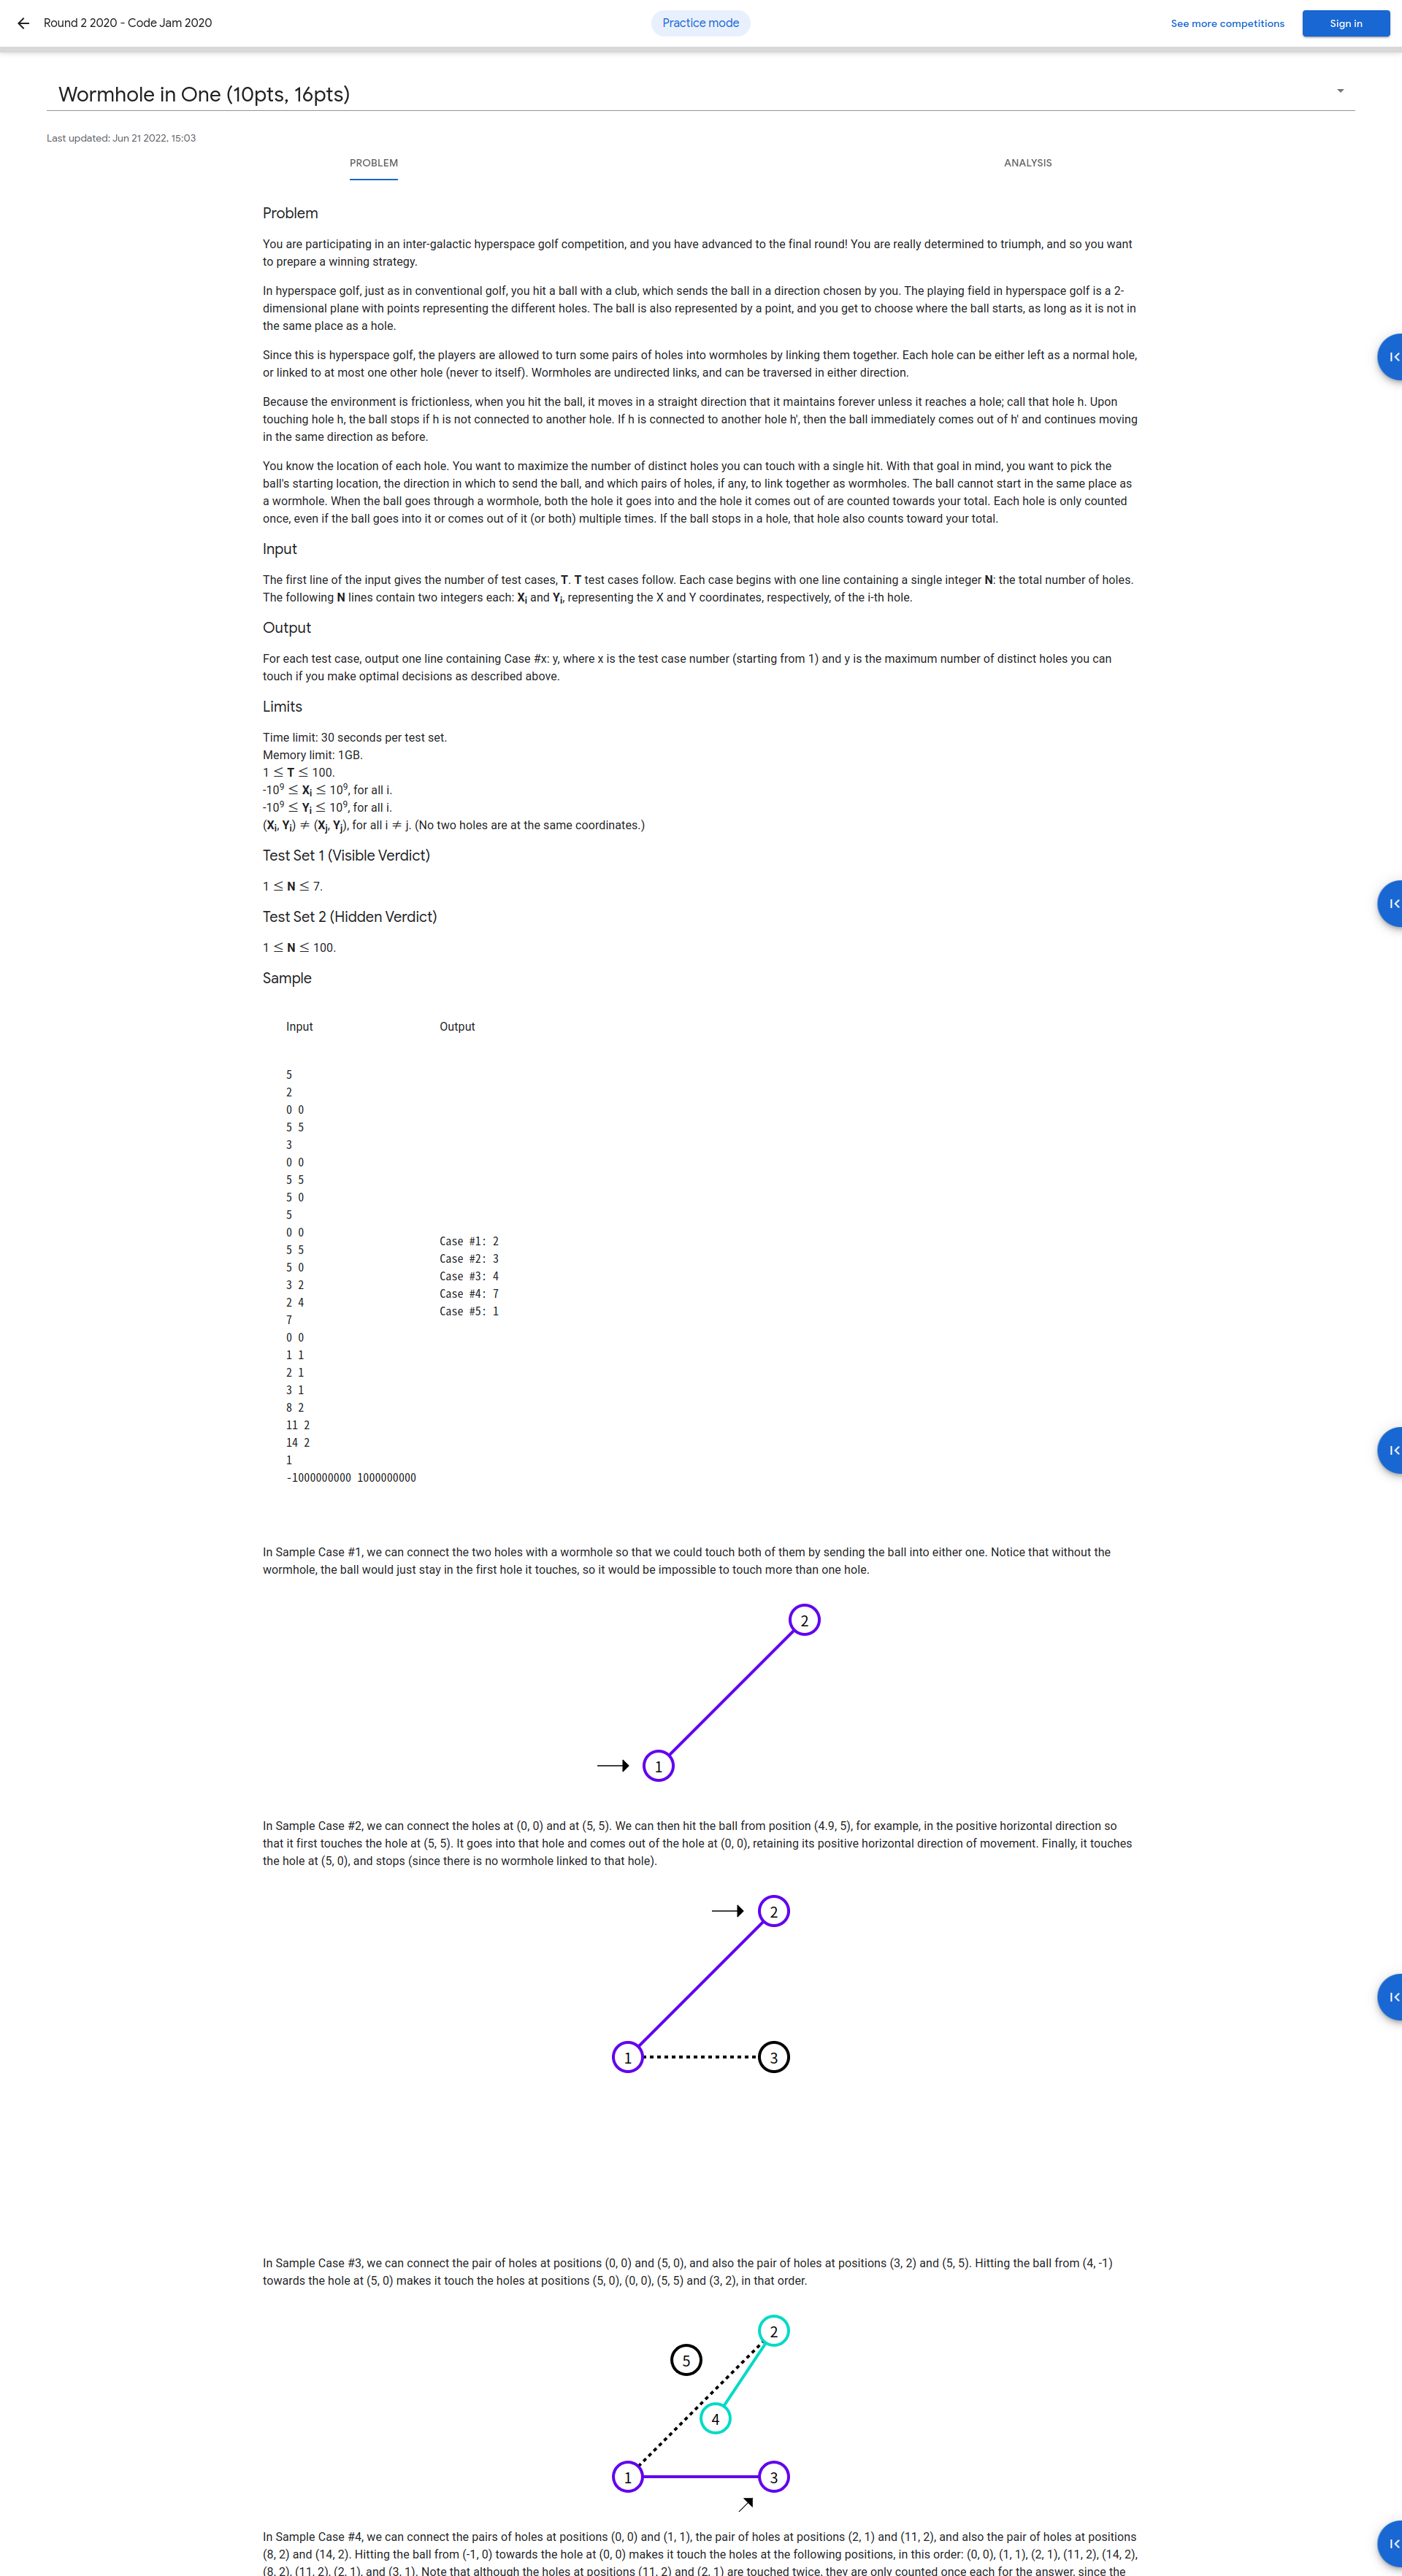 Round 2 2020 - Code Jam 2020
Practice mode
See more competitions
Sign in
Wormhole in One (10pts, 16pts)
Last updated: Jun 21 2022, 15:03
PROBLEM
ANALYSIS
Problem
You are participating in an inter-galactic hyperspace golf competition, and you have advanced to the final round! You are really determined to triumph, and so you want
to prepare a winning strategy.
In hyperspace golf, just as in conventional golf, you hit a ball with a club, which sends the ball in a direction chosen by you. The playing field in hyperspace golf is a 2-
dimensional plane with points representing the different holes. The ball is also represented by a point, and you get to choose where the ball starts, as long as it is not in
the same place as a hole.
Since this is hyperspace golf, the players are allowed to turn some pairs of holes into wormholes by linking them together. Each hole can be either left as a normal hole,
or linked to at most one other hole (never to itself). Wormholes are undirected links, and can be traversed in either direction.
Because the environment is frictionless, when you hit the ball, it moves in a straight direction that it maintains forever unless it reaches a hole; call that hole h. Upon
touching hole h, the ball stops if h is not connected to another hole. If h is connected to another hole h', then the ball immediately comes out of h' and continues moving
in the same direction as before.
You know the location of each hole. You want to maximize the number of distinct holes you can touch with a single hit. With that goal in mind, you want to pick the
ball's starting location, the direction in which to send the ball, and which pairs of holes, if any, to link together as wormholes. The ball cannot start in the same place as
a wormhole. When the ball goes through a wormhole, both the hole it goes into and the hole it comes out of are counted towards your total. Each hole is only counted
once, even if the ball goes into it or comes out of it (or both) multiple times. If the ball stops in a hole, that hole also counts toward your total.
Input
The first line of the input gives the number of test cases, T. T test cases follow. Each case begins with one line containing a single integer N: the total number of holes.
The following N lines contain two integers each: Xi and Yi, representing the X and Y coordinates, respectively, of the i-th hole.
Output
For each test case, output one line containing Case #x: y, where x is the test case number (starting from 1) and y is the maximum number of distinct holes you can
touch if you make optimal decisions as described above.
Limits
Time limit: 30 seconds per test set.
Memory limit: 1GB.
1 ≤ T ≤ 100.
-10^9 ≤ Xi ≤ 10^9, for all i.
-10^9 ≤ Yi ≤ 10^9, for all i.
(Xi, Yi) ≠ (Xj, Yj), for all i ≠ j. (No two holes are at the same coordinates.)
Test Set 1 (Visible Verdict)
1 ≤ N ≤ 7.
Test Set 2 (Hidden Verdict)
1 ≤ N ≤ 100.
Sample
Input
Output
5
2
0 0
5 5
3
0 0
5 5
5 0
5
0 0
5 5
5 0
3 2
2 4
7
0 0
1 1
2 1
3 1
8 2
11 2
14 2
1
-1000000000 1000000000
Case #1: 2
Case #2: 3
Case #3: 4
Case #4: 7
Case #5: 1
In Sample Case #1, we can connect the two holes with a wormhole so that we could touch both of them by sending the ball into either one. Notice that without the
wormhole, the ball would just stay in the first hole it touches, so it would be impossible to touch more than one hole.
2
1
In Sample Case #2, we can connect the holes at (0, 0) and at (5, 5). We can then hit the ball from position (4.9, 5), for example, in the positive horizontal direction so
that it first touches the hole at (5, 5). It goes into that hole and comes out of the hole at (0, 0), retaining its positive horizontal direction of movement. Finally, it touches
the hole at (5, 0), and stops (since there is no wormhole linked to that hole).
2
1
3
In Sample Case #3, we can connect the pair of holes at positions (0, 0) and (5, 0), and also the pair of holes at positions (3, 2) and (5, 5). Hitting the ball from (4, -1)
towards the hole at (5, 0) makes it touch the holes at positions (5, 0), (0, 0), (5, 5) and (3, 2), in that order.
2
5
4
1
3
In Sample Case #4, we can connect the pairs of holes at positions (0, 0) and (1, 1), the pair of holes at positions (2, 1) and (11, 2), and also the pair of holes at positions
(8, 2) and (14, 2). Hitting the ball from (-1, 0) towards the hole at (0, 0) makes it touch the holes at the following positions, in this order: (0, 0), (1, 1), (2, 1), (11, 2), (14, 2),
(8, 2), (11, 2), (2, 1), and (3, 1). Note that although the holes at positions (11, 2) and (2, 1) are touched twice, they are only counted once each for the answer, since the